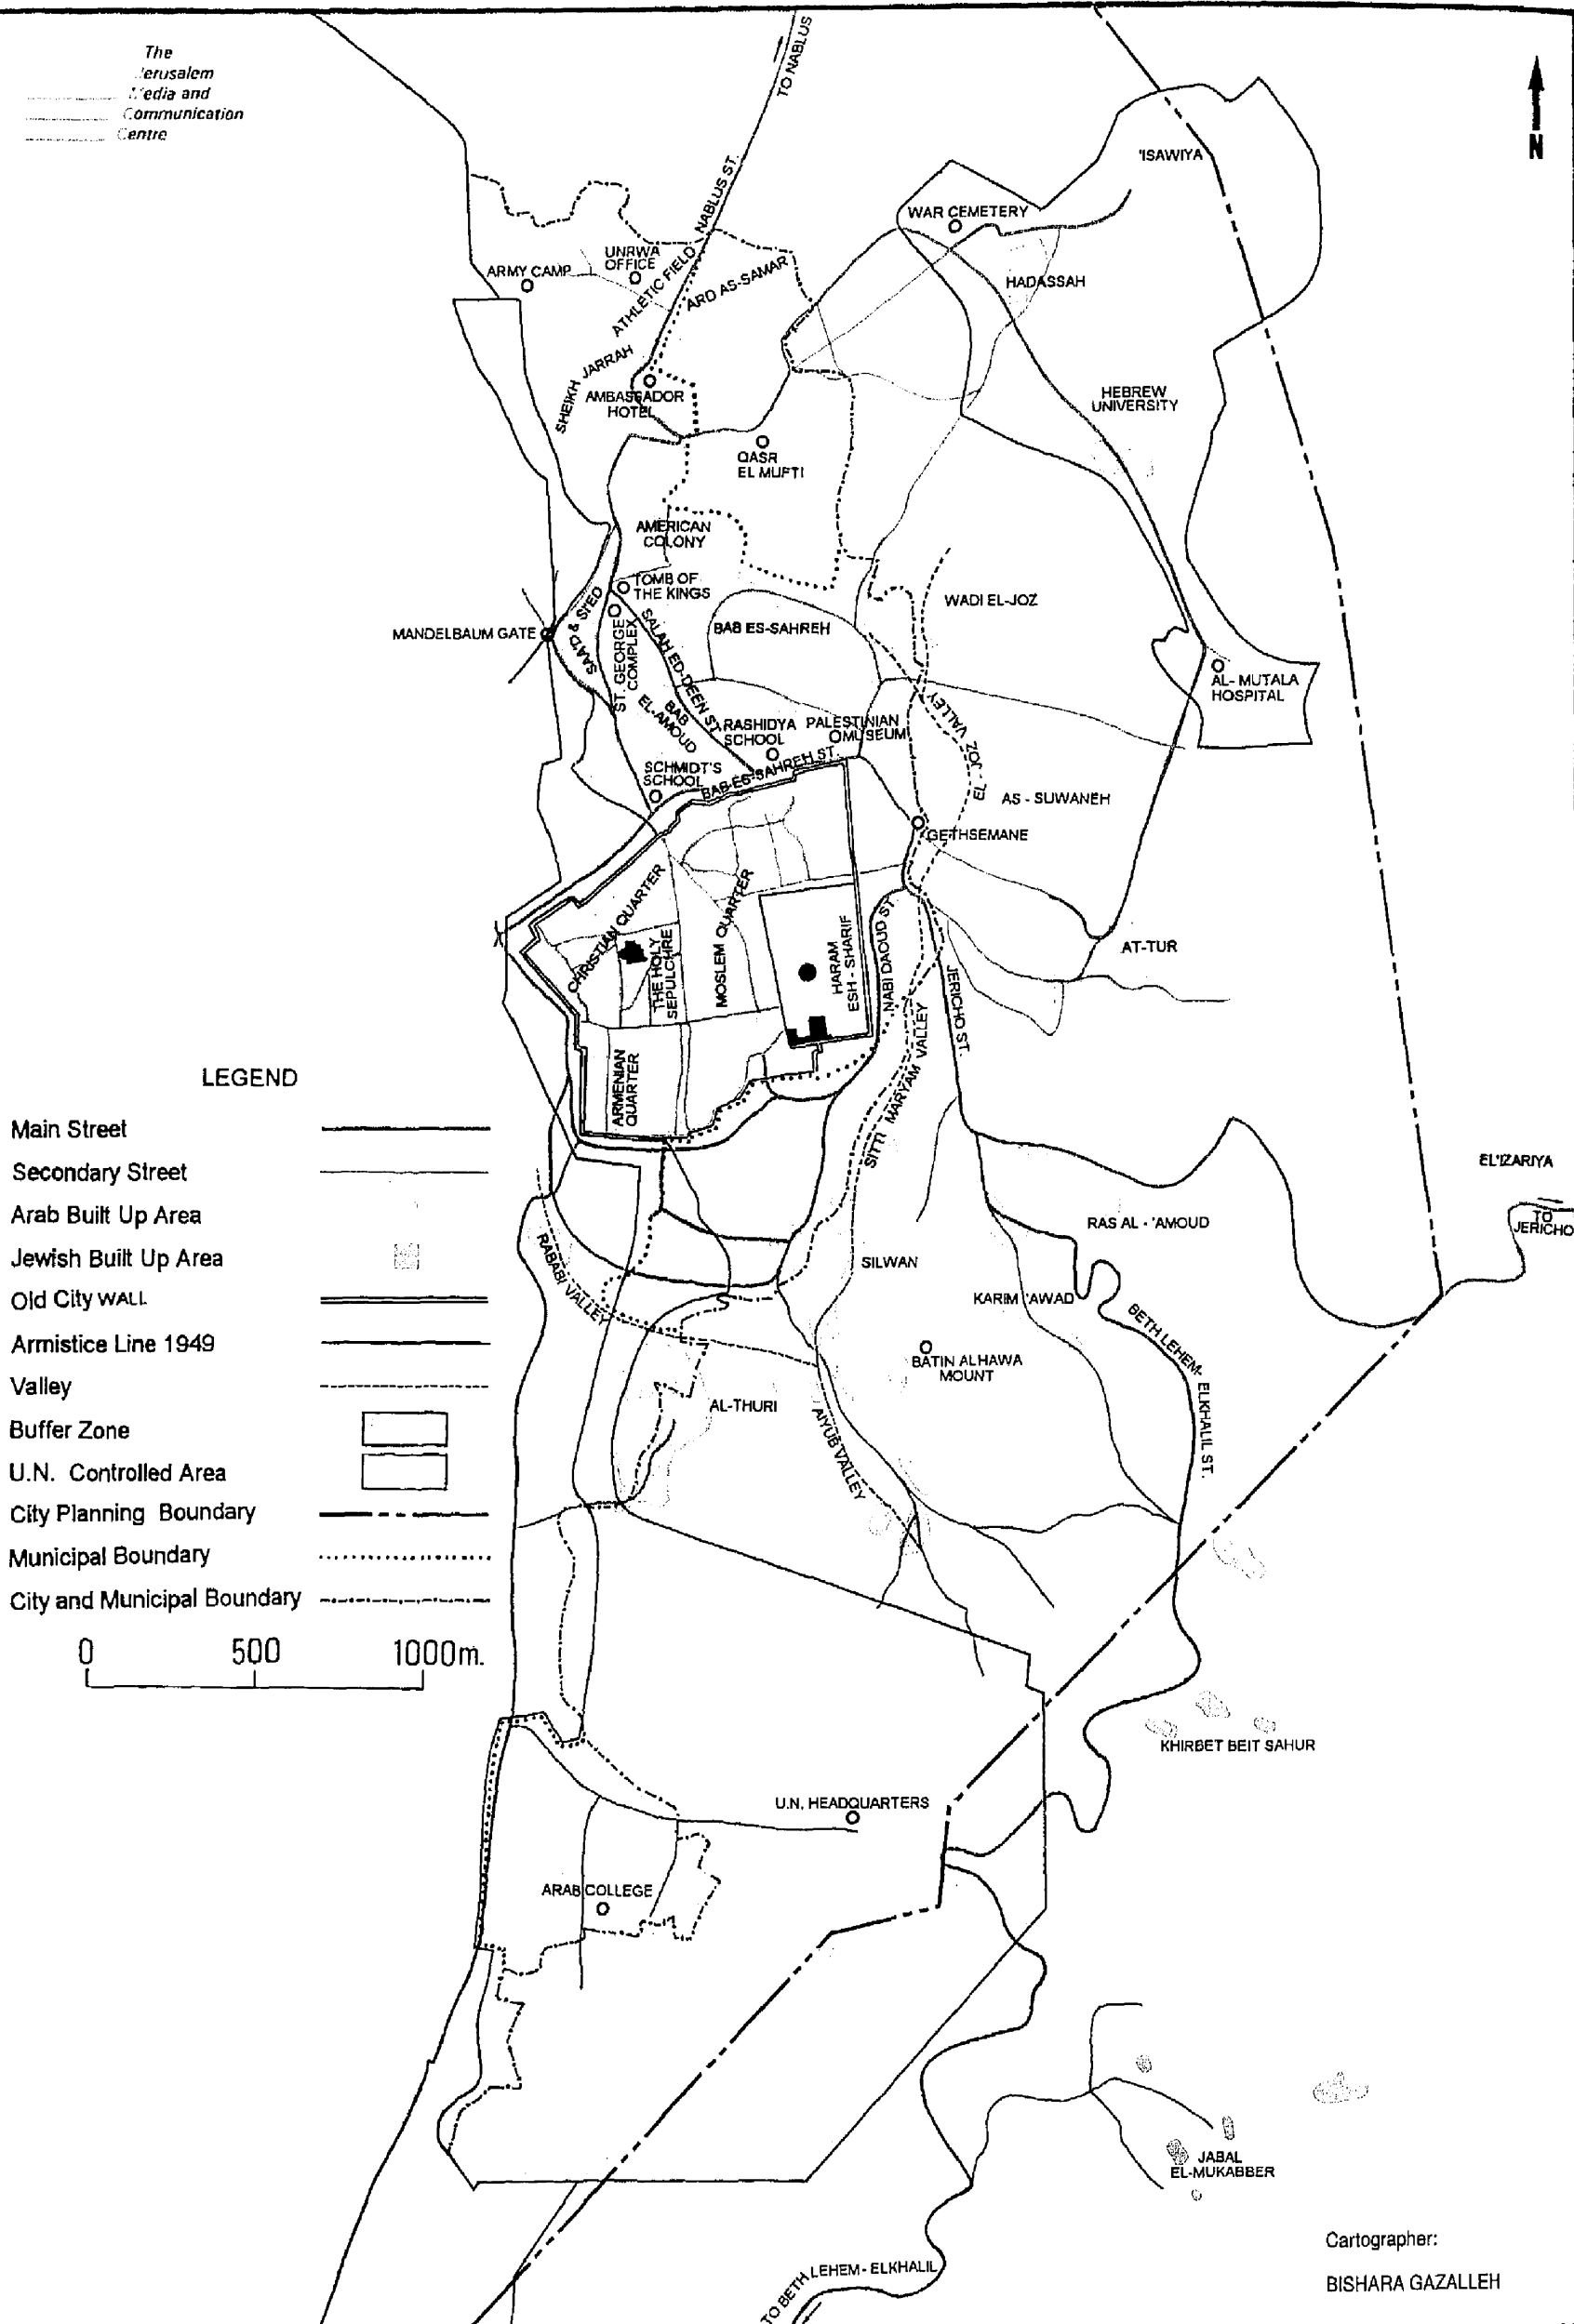 The
Jerusalem
Media and
Communication
Centre
TO NABLUS
N
'ISAWIYA
NABLUS ST.
WAR CEMETERY
UNRWA
OFFICE
ARMY CAMP
ATHLETIC FIELD
ARD AS-SAMAR
HADASSAH
SHEIKH JARRAH
AMBASSADOR
HOTEL
HEBREW
UNIVERSITY
QASR
EL MUFTI
AMERICAN
COLONY
TOMB OF
THE KINGS
WADI EL-JOZ
MANDELBAUM GATE
SAAD & SIED
ST. GEORGE
COMPLEX
SALAH ED-DEEN ST.
BAB ES-SAHREH
AL-MUTALA
HOSPITAL
BAB
EL-AMOUD
RASHIDYA
SCHOOL
PALESTINIAN
MUSEUM
EL - JOZ VALLEY
SCHMIDT'S
SCHOOL
BAB-ES-SAHREH ST.
AS - SUWANEH
GETHSEMANE
CHRISTIAN QUARTER
THE HOLY
SEPULCHRE
MOSLEM QUARTER
HARAM
ESH - SHARIF
NABI DAOUD ST.
AT-TUR
JERICHO ST.
ARMENIAN
QUARTER
SITTI MARYAM VALLEY
EL'IZARIYA
TO
JERICHO
RAS AL - 'AMOUD
RABABI VALLEY
SILWAN
KARIM 'AWAD
BETH LEHEM- ELKHALIL ST.
BATIN ALHAWA
MOUNT
AL-THURI
AIYUB VALLEY
LEGEND
Main Street
Secondary Street
Arab Built Up Area
Jewish Built Up Area
Old City WALL
Armistice Line 1949
Valley
Buffer Zone
U.N. Controlled Area
City Planning Boundary
Municipal Boundary
City and Municipal Boundary
0 500 1000m.
KHIRBET BEIT SAHUR
U.N. HEADQUARTERS
ARAB COLLEGE
JABAL
EL-MUKABBER
TO BETH LEHEM - ELKHALIL
Cartographer:
BISHARA GAZALLEH